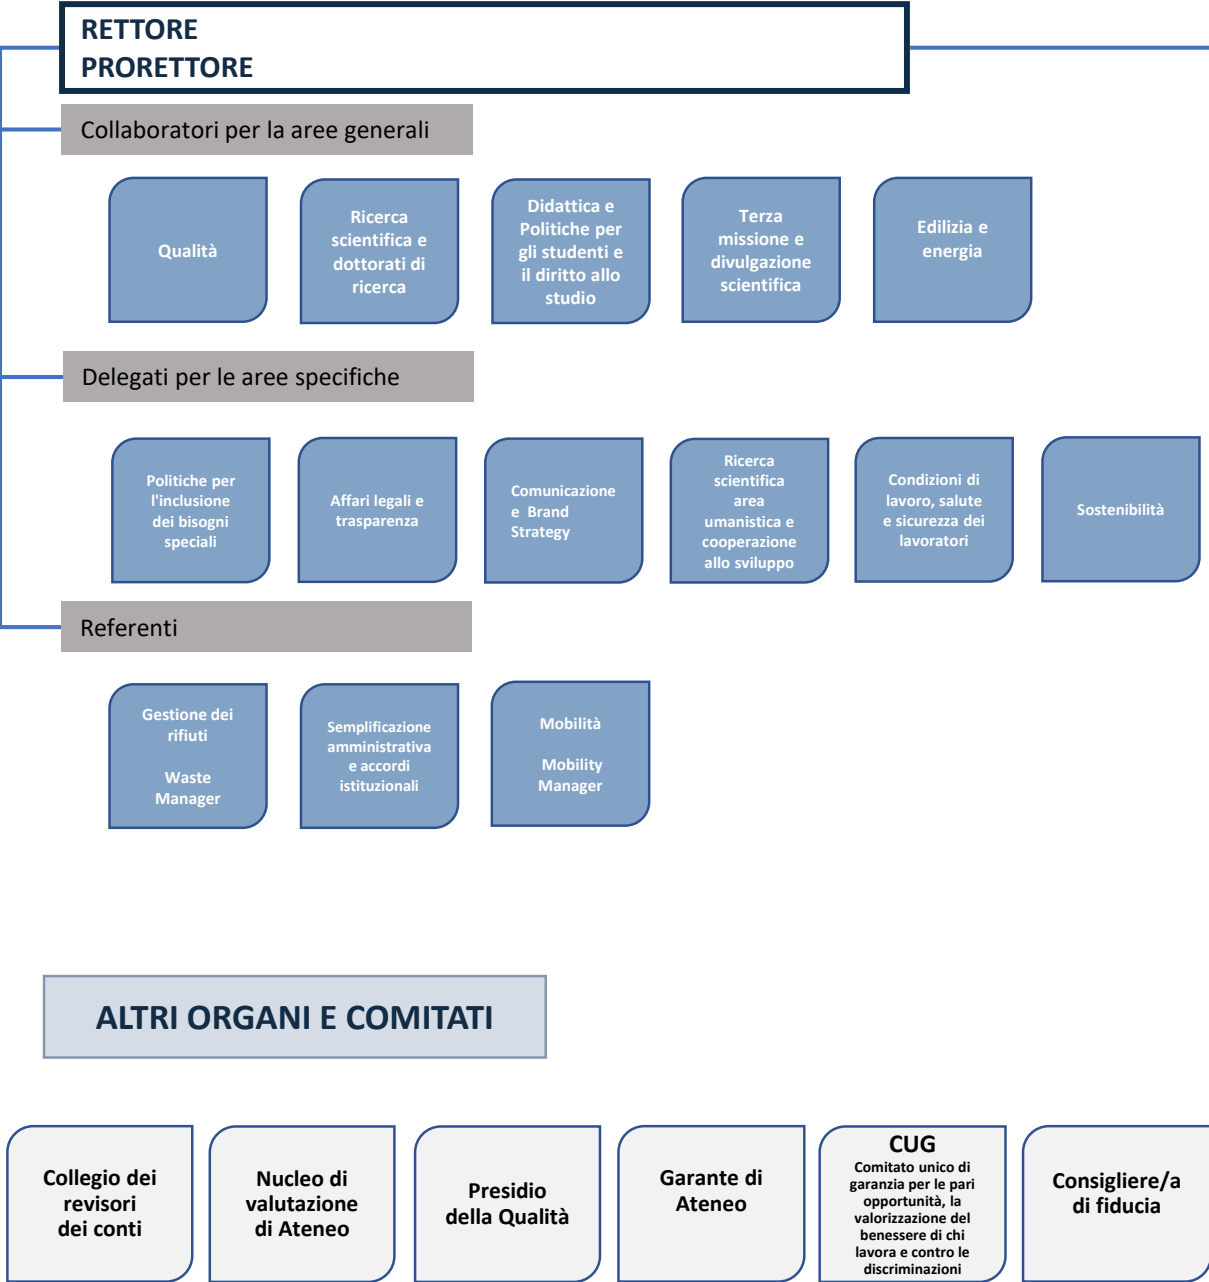 RETTORE
PRORETTORE
Collaboratori per la aree generali
Qualità
Ricerca
scientifica e
dottorati di
ricerca
Didattica e
Politiche per
gli studenti e
il diritto allo
studio
Terza
missione e
divulgazione
scientifica
Edilizia e
energia
Delegati per le aree specifiche
Politiche per
l'inclusione
dei bisogni
speciali
Affari legali e
trasparenza
Comunicazione
e Brand
Strategy
Ricerca
scientifica
area
umanistica e
cooperazione
allo sviluppo
Condizioni di
lavoro, salute
e sicurezza dei
lavoratori
Sostenibilità
Referenti
Gestione dei
rifiuti
Waste
Manager
Semplificazione
amministrativa
e accordi
istituzionali
Mobilità
Mobility
Manager
ALTRI ORGANI E COMITATI
Collegio dei
revisori
dei conti
Nucleo di
valutazione
di Ateneo
Presidio
della Qualità
Garante di
Ateneo
CUG
Comitato unico di
garanzia per le pari
opportunità, la
valorizzazione del
benessere di chi
lavora e contro le
discriminazioni
Consigliere/a
di fiducia